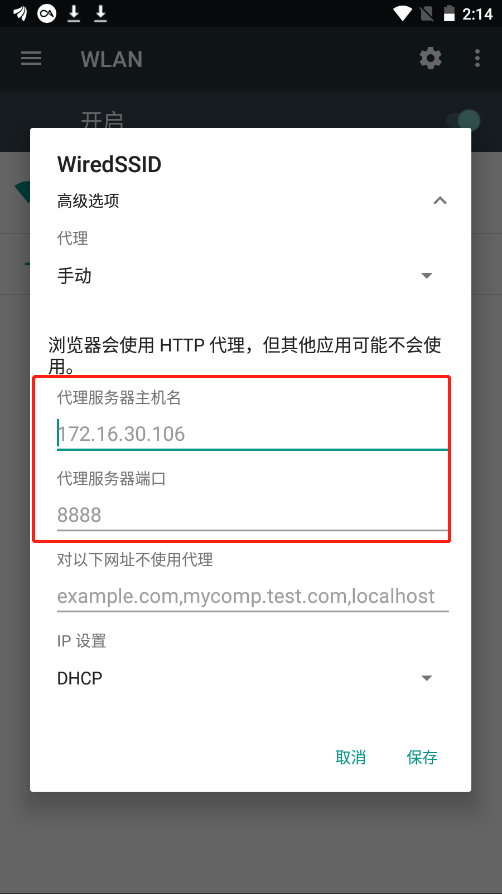 2:14
WLAN
开启
WiredSSID
高级选项
代理
手动
浏览器会使用 HTTP 代理，但其他应用可能不会使
用。
代理服务器主机名
172.16.30.106
代理服务器端口
8888
对以下网址不使用代理
example.com,mycomp.test.com,localhost
IP 设置
DHCP
取消 保存